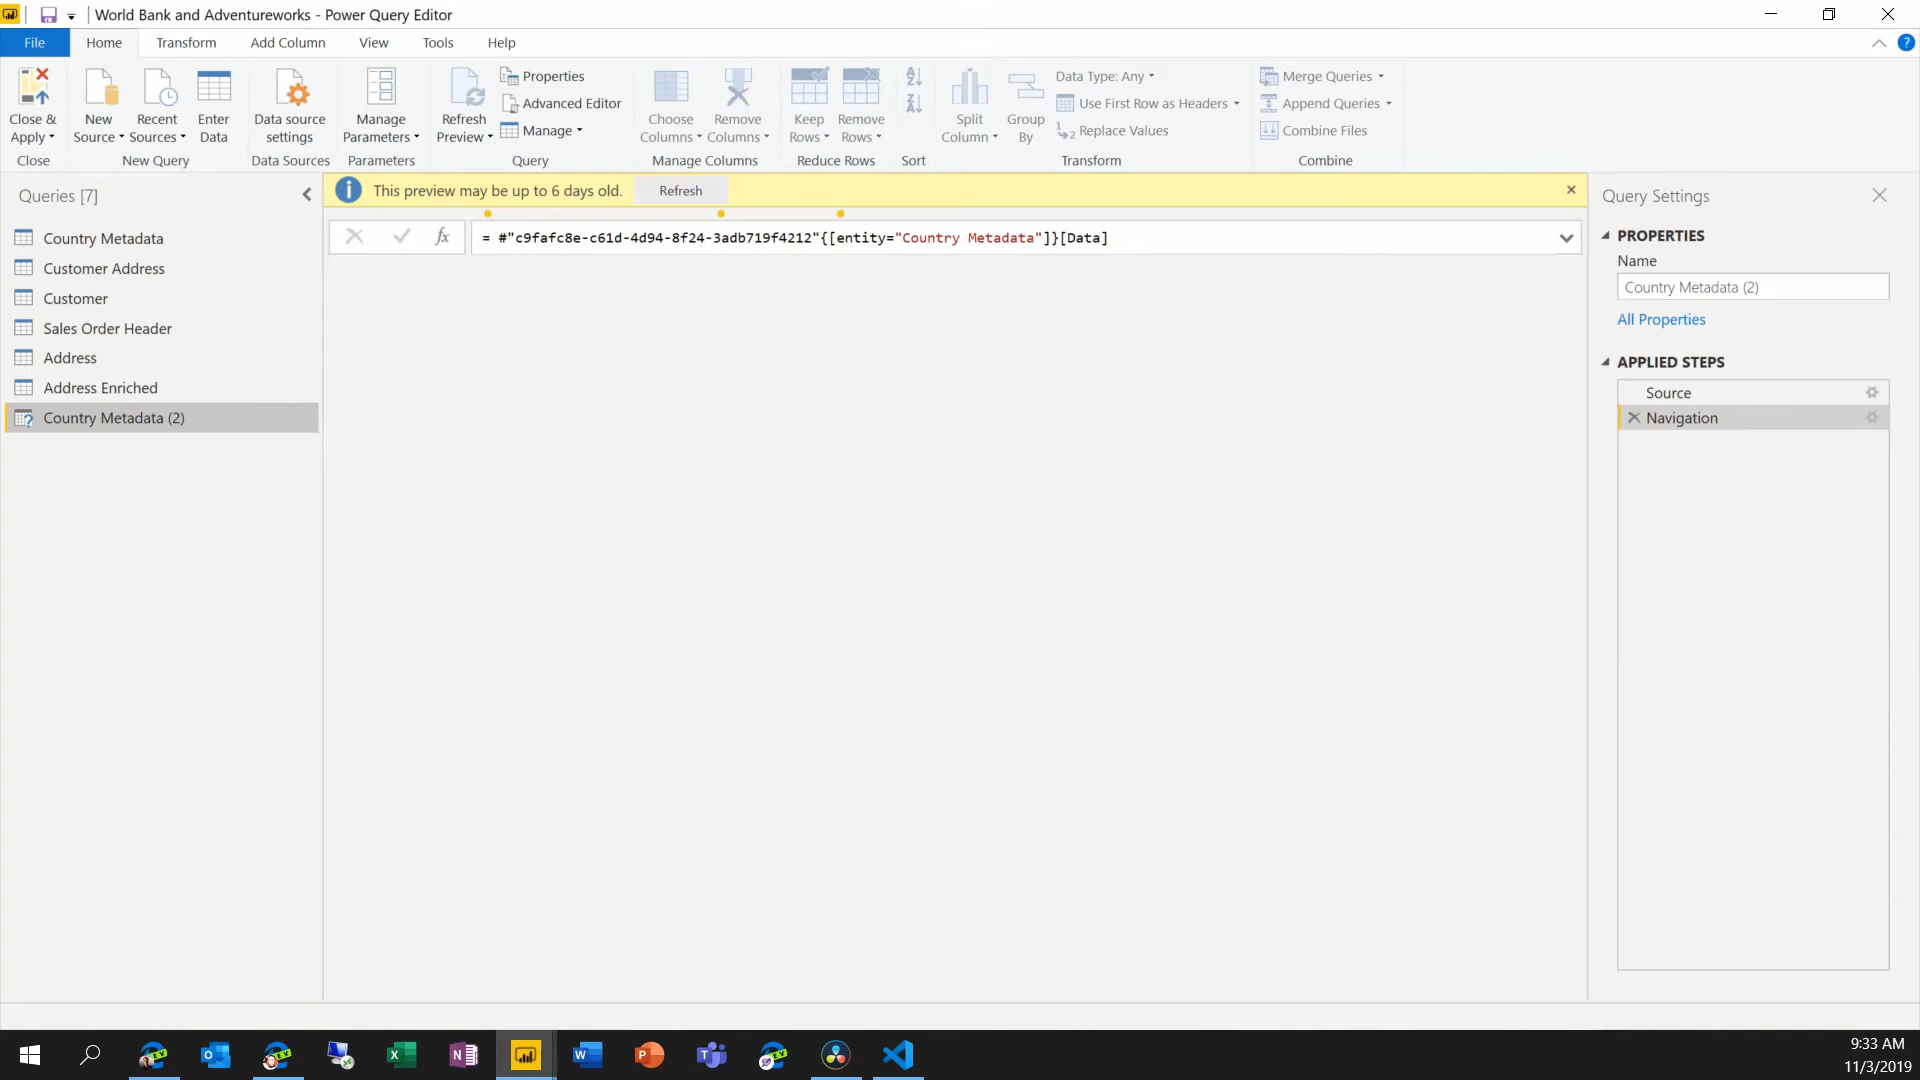 World Bank and Adventureworks - Power Query Editor
File
Home
Transform
Add Column
View
Tools
Help
?
Close &
Apply
Close
New
Source
Recent
Sources
Enter
Data
New Query
Data source
settings
Data Sources
Manage
Parameters
Parameters
Refresh
Preview
Properties
Advanced Editor
Manage
Query
Choose
Columns
Remove
Columns
Manage Columns
Keep
Rows
Remove
Rows
Reduce Rows
Sort
Split
Column
Group
By
Data Type: Any
Use First Row as Headers
Replace Values
Transform
Merge Queries
Append Queries
Combine Files
Combine
Queries [7]
Country Metadata
Customer Address
Customer
Sales Order Header
Address
Address Enriched
Country Metadata (2)
This preview may be up to 6 days old.
Refresh
fx
= #"c9fafc8e-c61d-4d94-8f24-3adb719f4212"{[entity="Country Metadata"]}[Data]
Query Settings
PROPERTIES
Name
Country Metadata (2)
All Properties
APPLIED STEPS
Source
Navigation
9:33 AM
11/3/2019